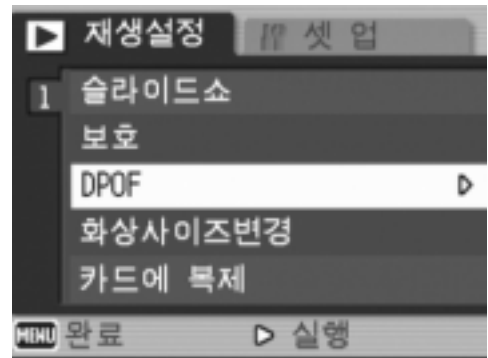 재생설정 셋 업
1 슬라이드쇼
보호
DPOF
화상사이즈변경
카드에 복제
MENU 완료 실행